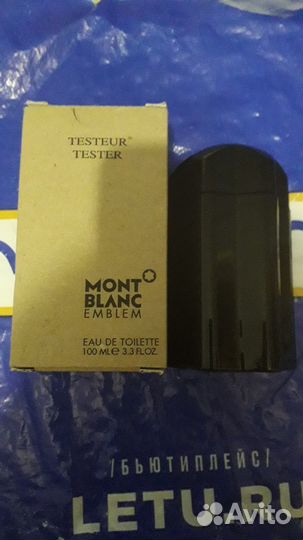 TESTEUR
TESTER
MONT
BLANC
EMBLEM
EAU DE TOILETTE
100 ML e 3.3 FL.OZ.
/БЬЮТИПЛЕЙС/
LETU.RU
Avito